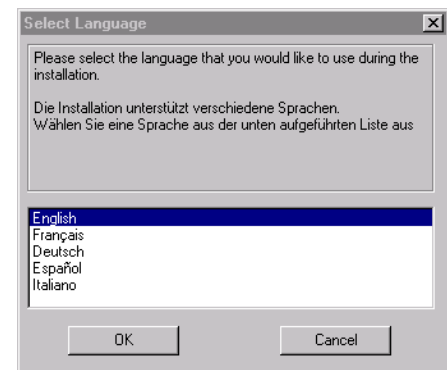 Select Language
Please select the language that you would like to use during the
installation.
Die Installation unterstützt verschiedene Sprachen.
Wählen Sie eine Sprache aus der unten aufgeführten Liste aus
English
Français
Deutsch
Español
Italiano
OK
Cancel